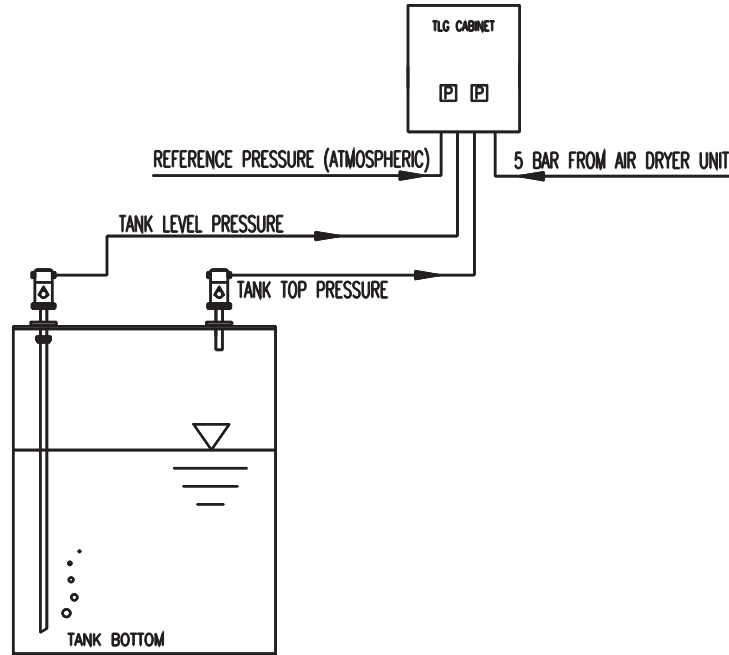 TLG CABINET
P P
REFERENCE PRESSURE (ATMOSPHERIC)
5 BAR FROM AIR DRYER UNIT
TANK LEVEL PRESSURE
TANK TOP PRESSURE
TANK BOTTOM